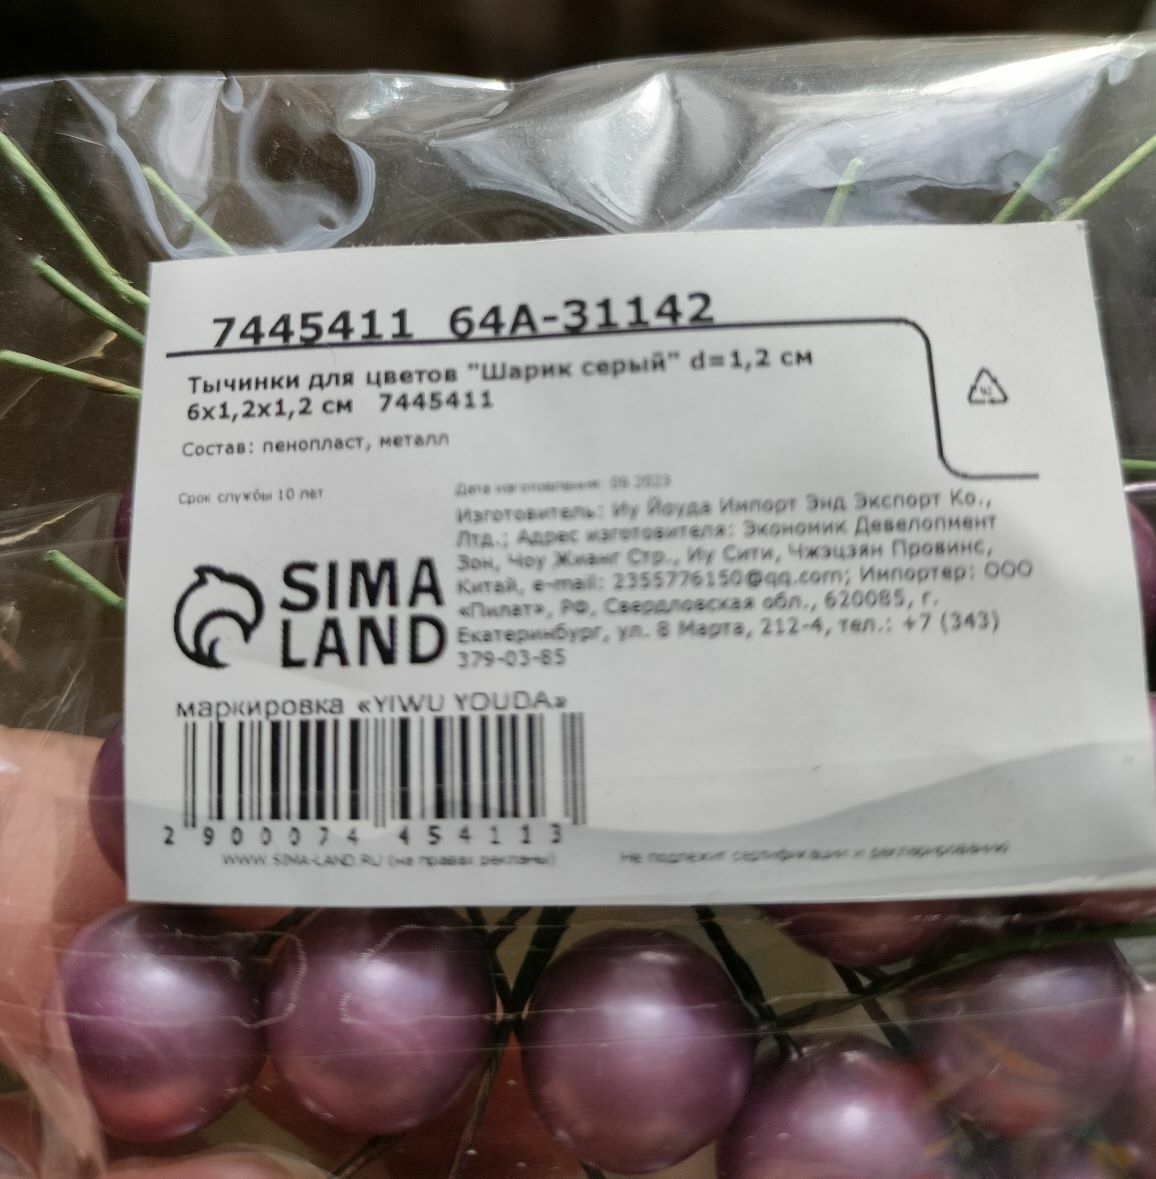 7445411 64А-31142
Тычинки для цветов "Шарик серый" d=1,2 см
6х1,2х1,2 см 7445411
Состав: пенопласт, металл
Срок службы 10 лет
Дата изготовления: 09.2023
Изготовитель: Иу Йоуда Импорт Энд Экспорт Ко.,
Лтд.; Адрес изготовителя: Экономик Девелопмент
Зон, Чоу Жианг Стр., Иу Сити, Чжэцзян Провинс,
Китай, e-mail: 2355776150@qq.com; Импортер: ООО
«Пилат», РФ, Свердловская обл., 620085, г.
Екатеринбург, ул. 8 Марта, 212-4, тел.: +7 (343)
379-03-85
SIMA
LAND
маркировка «YIWU YOUDA»
2 900074 454113
WWW.SIMA-LAND.RU (на правах рекламы)
Не подлежит сертификации и декларированию